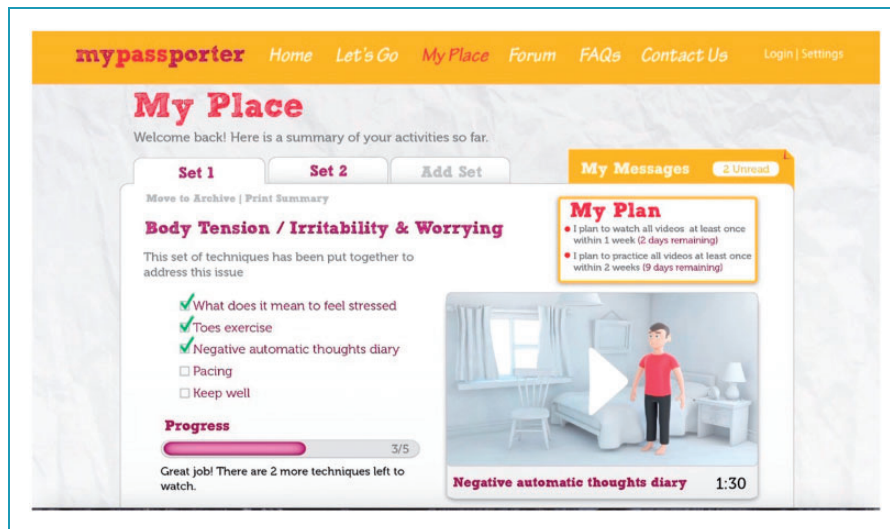 mypassporter Home Let's Go My Place Forum FAQs Contact Us Login | Settings
My Place
Welcome back! Here is a summary of your activities so far.
Set 1 Set 2 Add Set My Messages 2 Unread
Move to Archive | Print Summary
Body Tension / Irritability & Worrying
This set of techniques has been put together to
address this issue
What does it mean to feel stressed
Toes exercise
Negative automatic thoughts diary
Pacing
Keep well
Progress
3/5
Great job! There are 2 more techniques left to
watch.
My Plan
I plan to watch all videos at least once
within 1 week (2 days remaining)
I plan to practice all videos at least once
within 2 weeks (9 days remaining)
Negative automatic thoughts diary 1:30